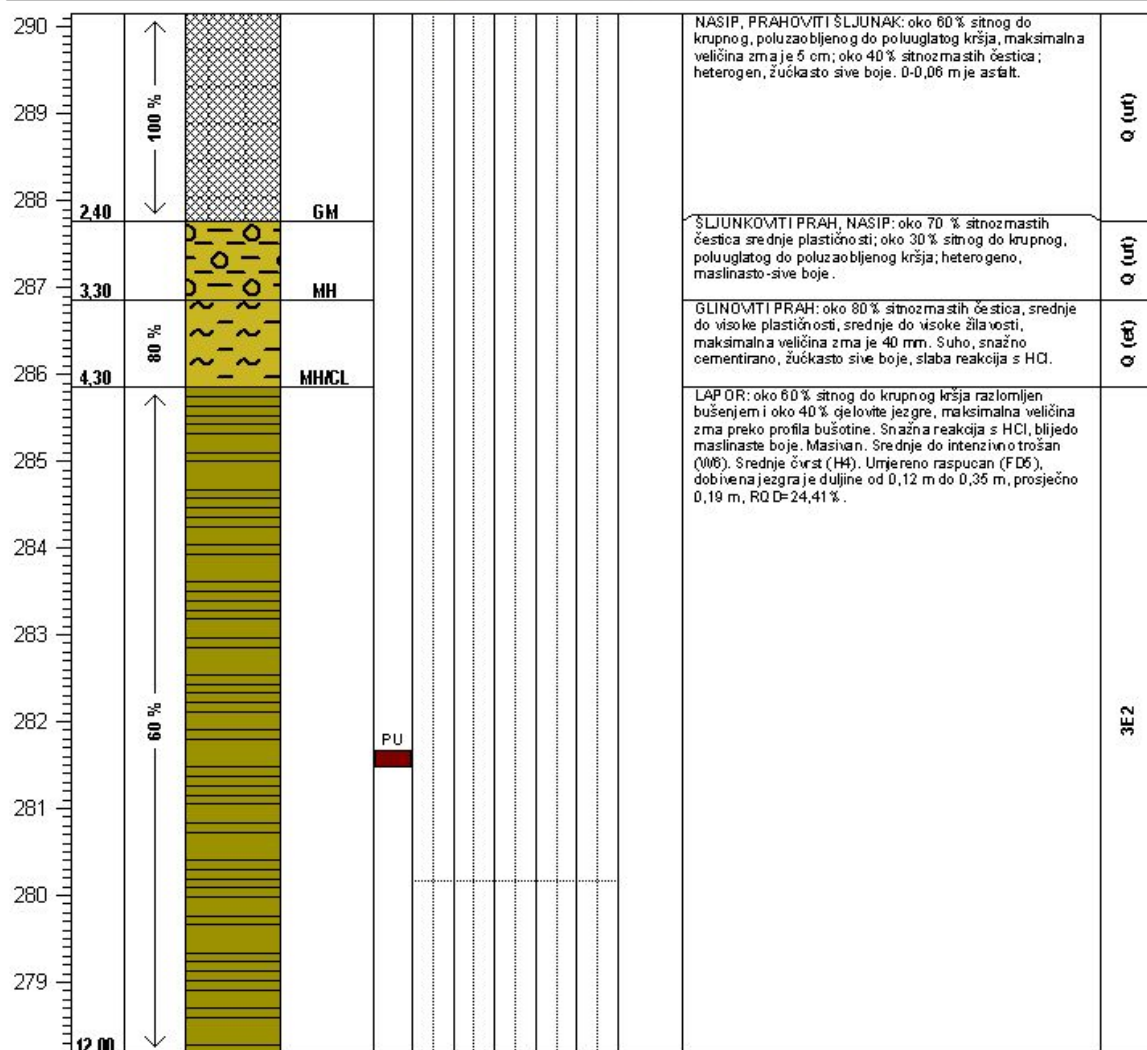 290
289
288
287
286
285
284
283
282
281
280
279
2,40
3,30
4,30
12,00
100 %
80 %
60 %
GM
MH
MH/CL
PU
NASIP, PRAHOVITI ŠLJUNAK: oko 60% sitnog do
krupnog, poluzaobljenog do poluuglatog kršja, maksimalna
veličina zrna je 5 cm; oko 40% sitnozrnastih čestica;
heterogen, žućkasto sive boje. 0-0,06 m je asfalt.
ŠLJUNKOVITI PRAH, NASIP: oko 70 % sitnozrnastih
čestica srednje plastičnosti; oko 30% sitnog do krupnog,
poluuglatog do poluzaobljenog kršja; heterogeno,
maslinasto-sive boje.
GLINOVITI PRAH: oko 80% sitnozrnastih čestica, srednje
do visoke plastičnosti, srednje do visoke žilavosti,
maksimalna veličina zrna je 40 mm. Suho, snažno
cementirano, žućkasto sive boje, slaba reakcija s HCl.
LAPOR: oko 60% sitnog do krupnog kršja razlomljen
bušenjem i oko 40% cjelovite jezgre, maksimalna veličina
zrna preko profila bušotine. Snažna reakcija s HCl, blijedo
maslinaste boje. Masivan. Srednje do intenzivno trošan
(W6). Srednje čvrst (H4). Umjereno raspucan (FD5),
dobivena jezgra je duljine od 0,12 m do 0,35 m, prosječno
0,19 m, RQD=24,41%.
Q (ut)
Q (ut)
Q (et)
3E2